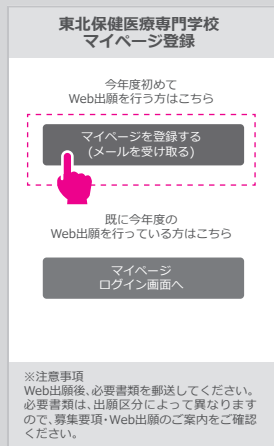 東北保健医療専門学校
マイページ登録
今年度初めて
Web出願を行う方はこちら
マイページを登録する
(メールを受け取る)
既に今年度の
Web出願を行っている方はこちら
マイページ
ログイン画面へ
※注意事項
Web出願後、必要書類を郵送してください。
必要書類は、出願区分によって異なります
ので、募集要項・Web出願のご案内をご確認
ください。